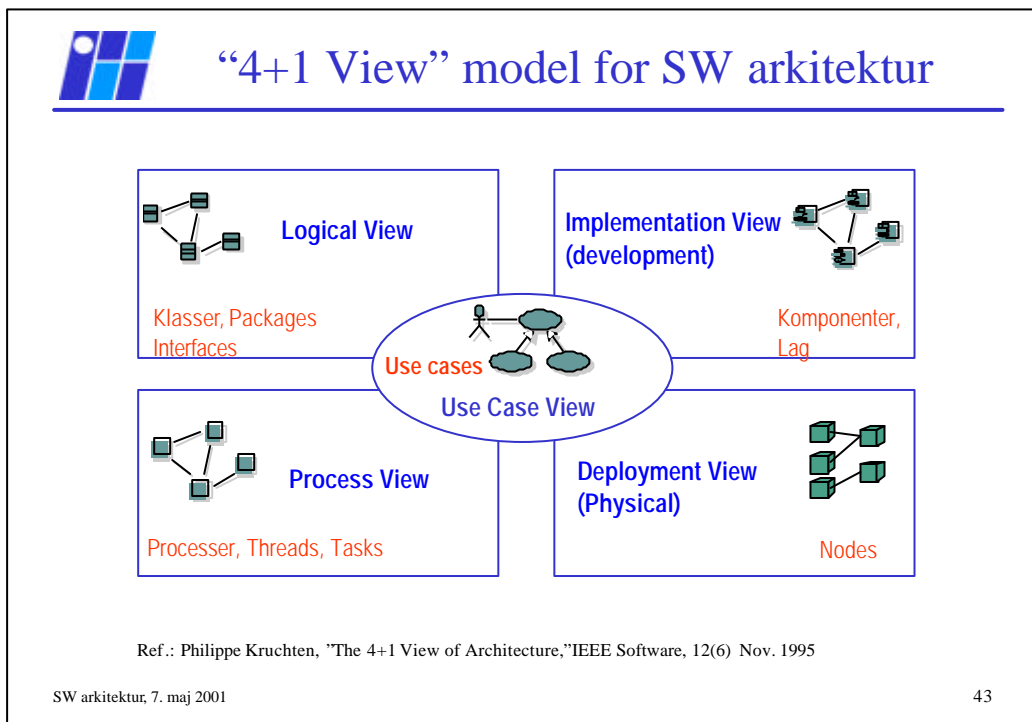 “4+1 View” model for SW arkitektur
Logical View
Klasser, Packages
Interfaces
Implementation View
(development)
Komponenter,
Lag
Use cases
Use Case View
Process View
Processer, Threads, Tasks
Deployment View
(Physical)
Nodes
Ref.: Philippe Kruchten, ”The 4+1 View of Architecture,”IEEE Software, 12(6) Nov. 1995
SW arkitektur, 7. maj 2001
43